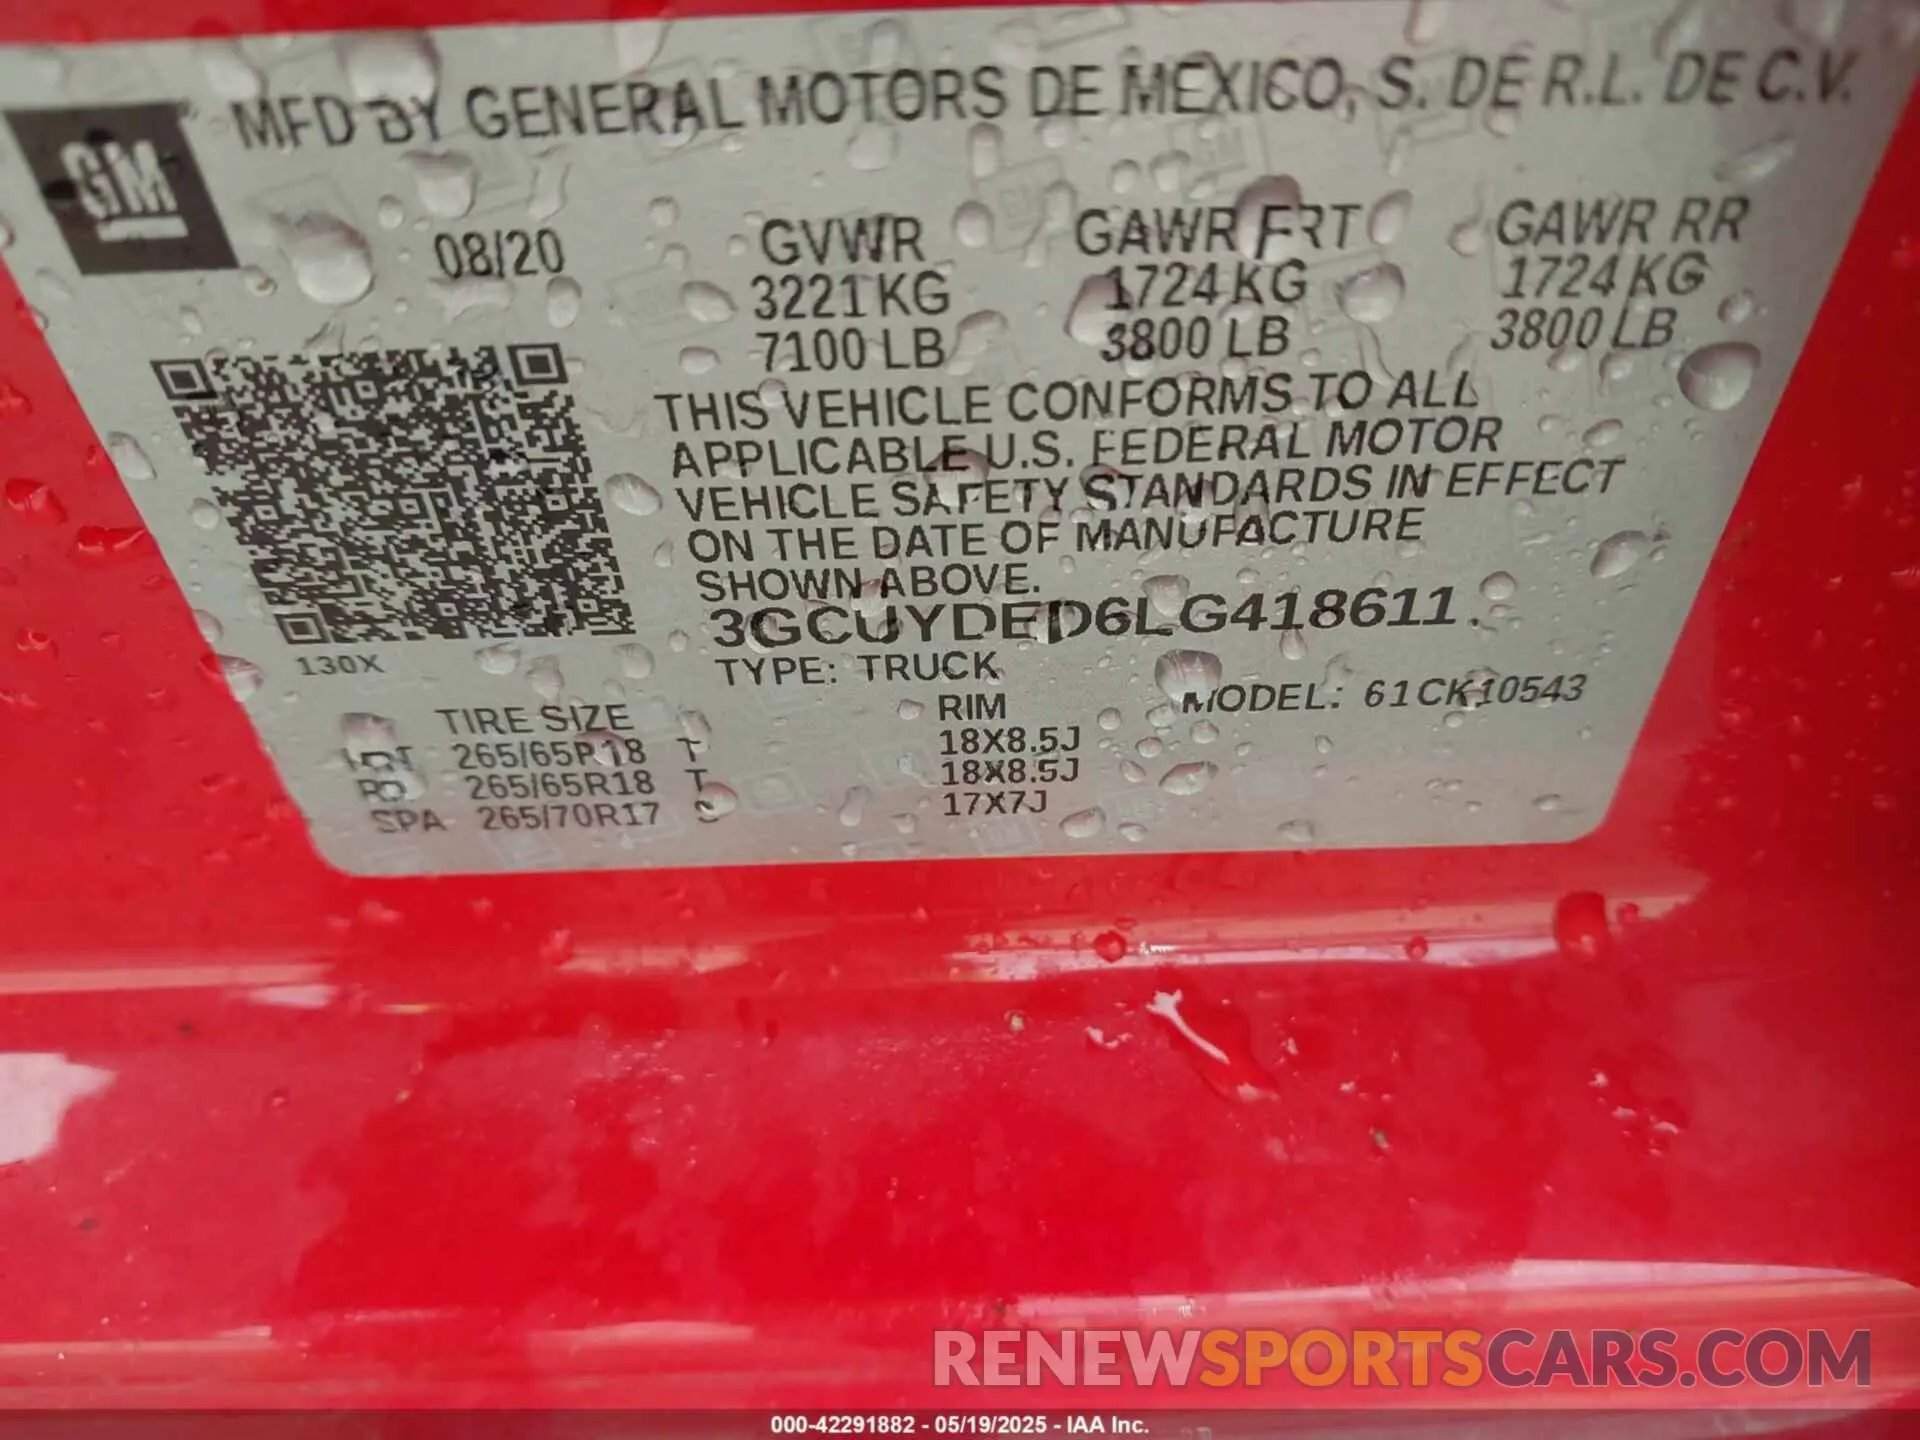 GM
MFD BY GENERAL MOTORS DE MEXICO, S. DE R.L. DE C.V.
08/20 GVWR GAWR FRT GAWR RR
3221 KG 1724 KG 1724 KG
7100 LB 3800 LB 3800 LB
THIS VEHICLE CONFORMS TO ALL
APPLICABLE U.S. FEDERAL MOTOR
VEHICLE SAFETY STANDARDS IN EFFECT
ON THE DATE OF MANUFACTURE
SHOWN ABOVE.
3GCUYDED6LG418611
130X TYPE: TRUCK MODEL: 61CK10543
TIRE SIZE RIM
265/65R18 T 18X8.5J
265/65R18 T 18X8.5J
SPA 265/70R17 S 17X7J
RENEWSPORTSCARS.COM
000-42291882 - 05/19/2025 - IAA Inc.